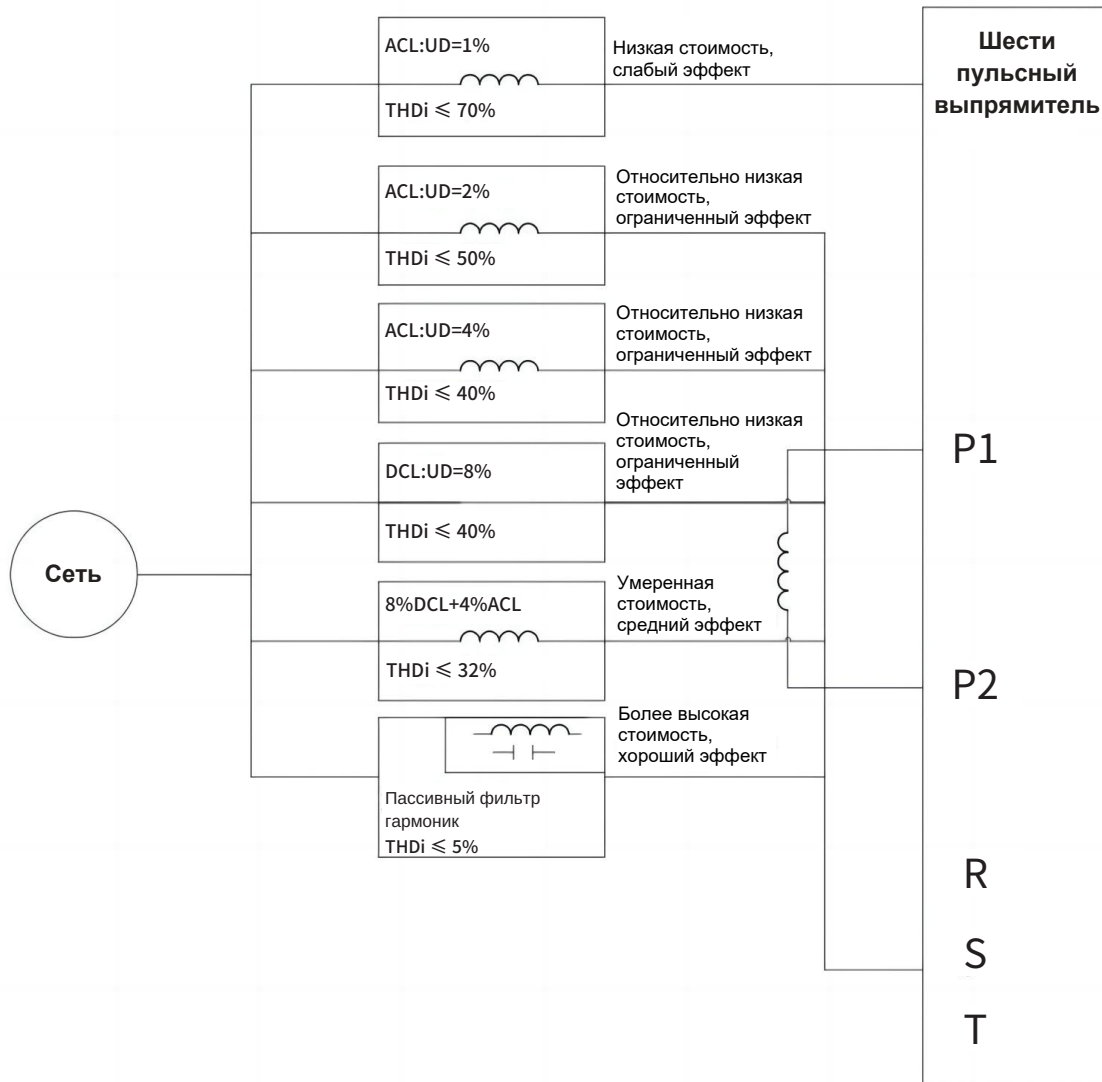 ACL:UD=1%
THDi ≤ 70%
Низкая стоимость,
слабый эффект
Шести
пульсный
выпрямитель
ACL:UD=2%
THDi ≤ 50%
Относительно низкая
стоимость,
ограниченный эффект
ACL:UD=4%
THDi ≤ 40%
Относительно низкая
стоимость,
ограниченный эффект
DCL:UD=8%
THDi ≤ 40%
Относительно низкая
стоимость,
ограниченный
эффект
P1
Сеть
8%DCL+4%ACL
THDi ≤ 32%
Умеренная
стоимость,
средний эффект
P2
Пассивный фильтр
гармоник
THDi ≤ 5%
Более высокая
стоимость,
хороший эффект
R
S
T